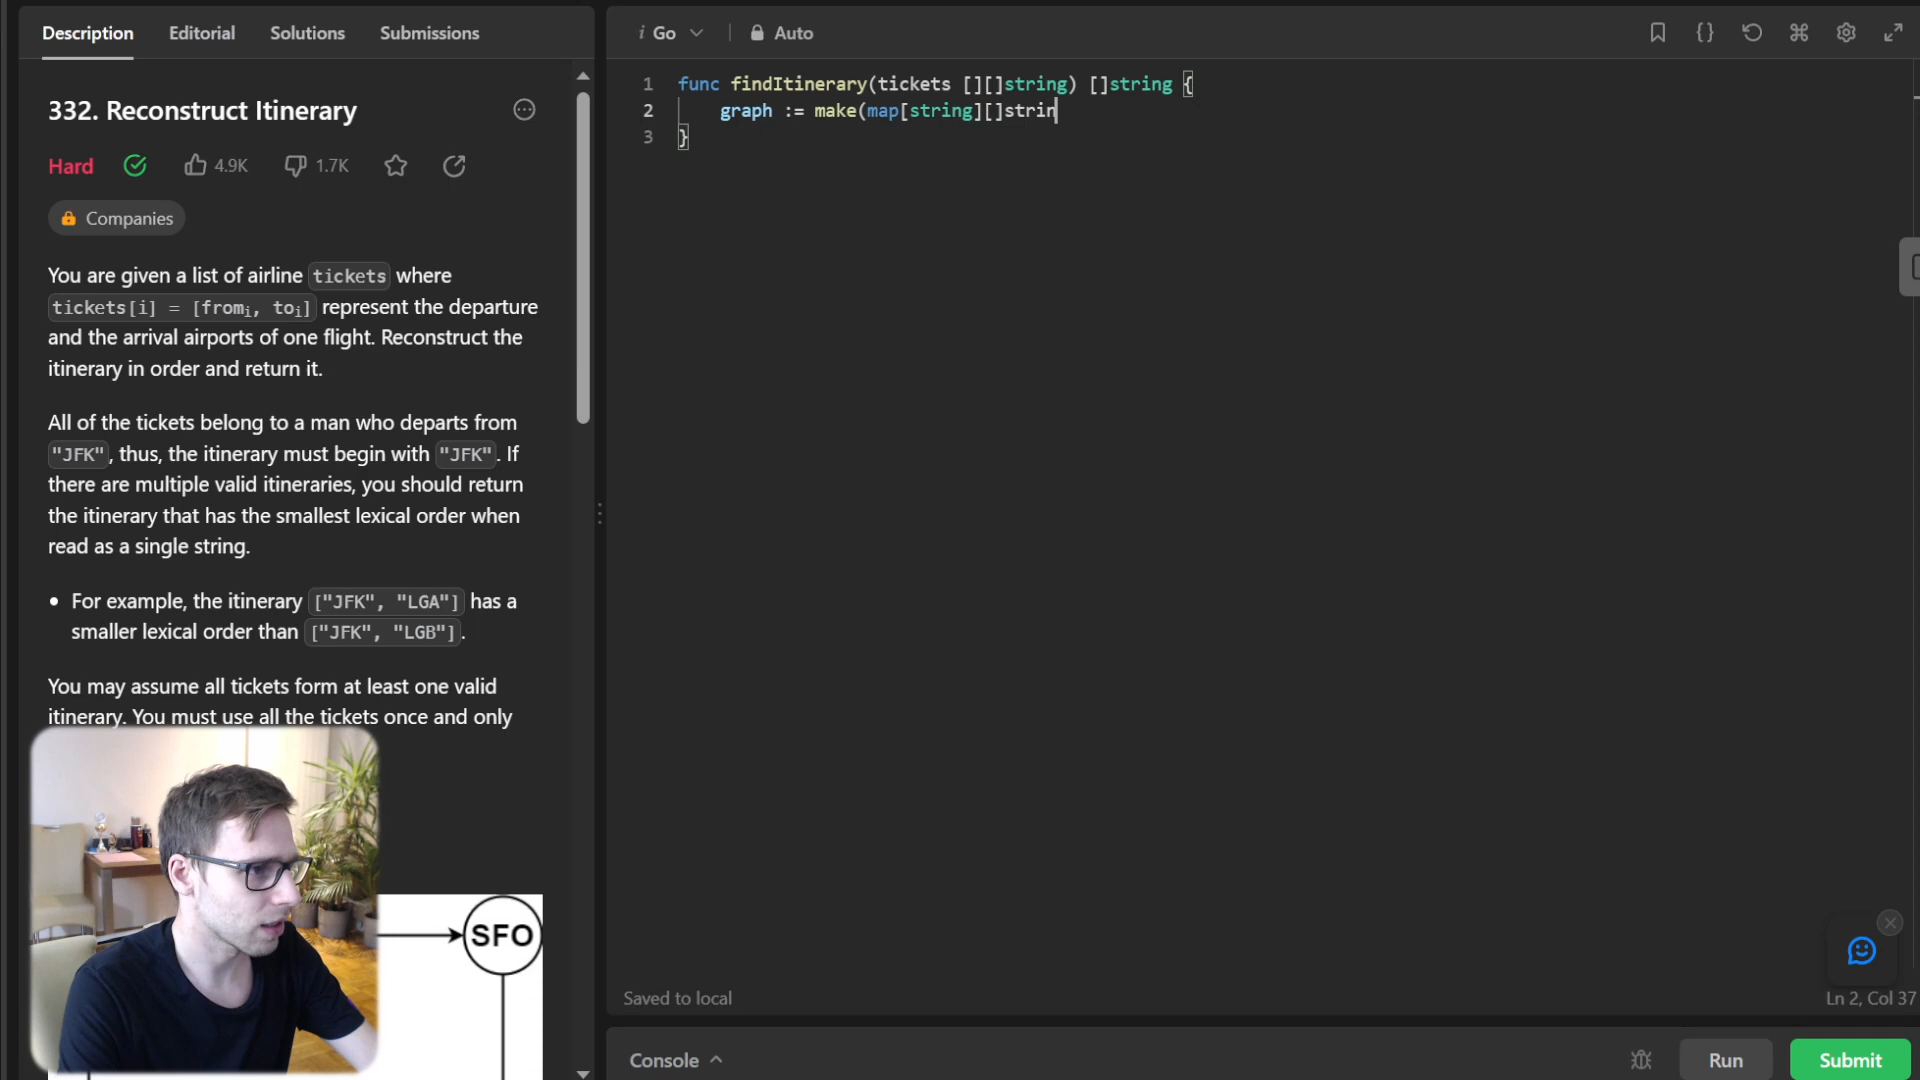 Description Editorial Solutions Submissions
332. Reconstruct Itinerary
Hard 4.9K 1.7K
Companies
You are given a list of airline tickets where
tickets[i] = [fromi, toi] represent the departure
and the arrival airports of one flight. Reconstruct the
itinerary in order and return it.
All of the tickets belong to a man who departs from
"JFK", thus, the itinerary must begin with "JFK". If
there are multiple valid itineraries, you should return
the itinerary that has the smallest lexical order when
read as a single string.
• For example, the itinerary ["JFK", "LGA"] has a
smaller lexical order than ["JFK", "LGB"].
You may assume all tickets form at least one valid
itinerary. You must use all the tickets once and only
SFO
i Go Auto
1 func findItinerary(tickets [][]string) []string {
2 graph := make(map[string][]strin
3 }
Saved to local
Ln 2, Col 37
Console
Run
Submit